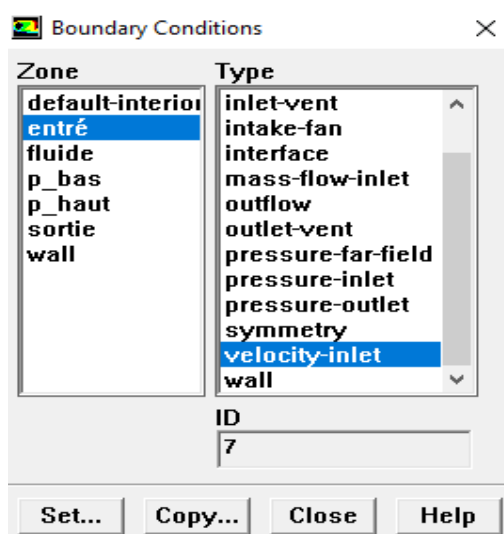 Boundary Conditions
Zone
default-interior
entré
fluide
p_bas
p_haut
sortie
wall
Type
inlet-vent
intake-fan
interface
mass-flow-inlet
outflow
outlet-vent
pressure-far-field
pressure-inlet
pressure-outlet
symmetry
velocity-inlet
wall
ID
7
Set... Copy... Close Help